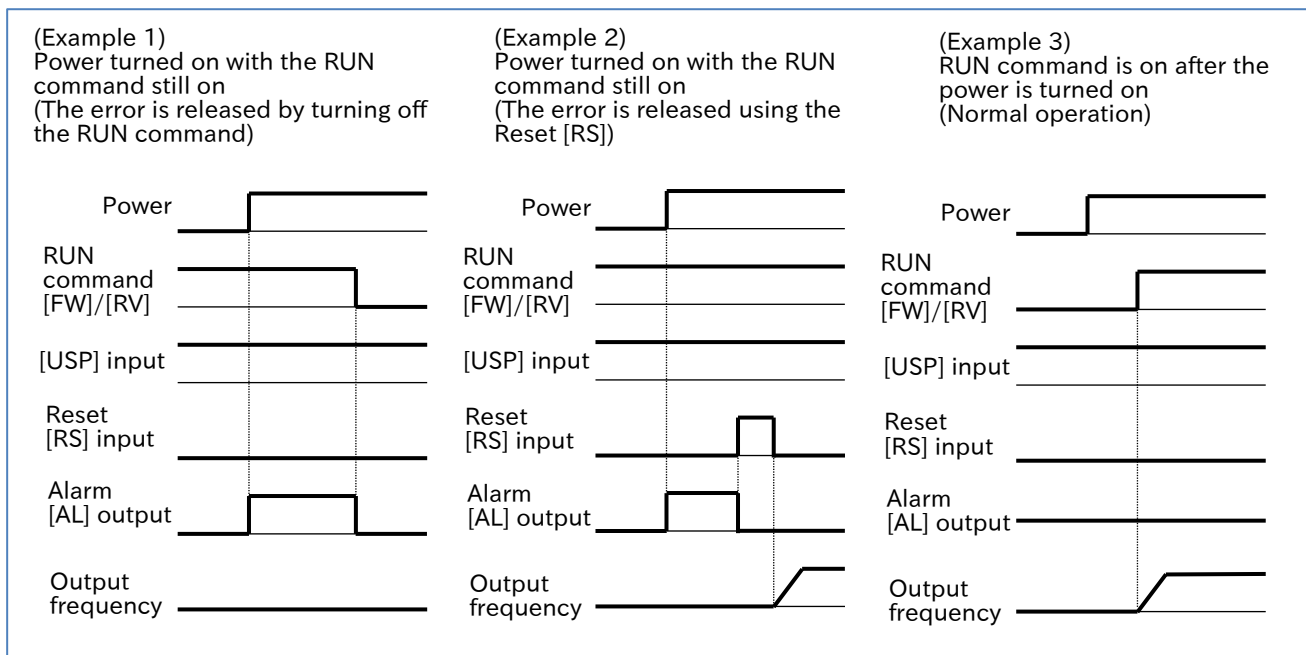 (Example 1)
Power turned on with the RUN
command still on
(The error is released by turning off
the RUN command)
Power
RUN
command
[FW]/[RV]
[USP] input
Reset
[RS] input
Alarm
[AL] output
Output
frequency
(Example 2)
Power turned on with the RUN
command still on
(The error is released using the
Reset [RS])
Power
RUN
command
[FW]/[RV]
[USP] input
Reset
[RS] input
Alarm
[AL] output
Output
frequency
(Example 3)
RUN command is on after the
power is turned on
(Normal operation)
Power
RUN
command
[FW]/[RV]
[USP] input
Reset
[RS] input
Alarm
[AL] output
Output
frequency